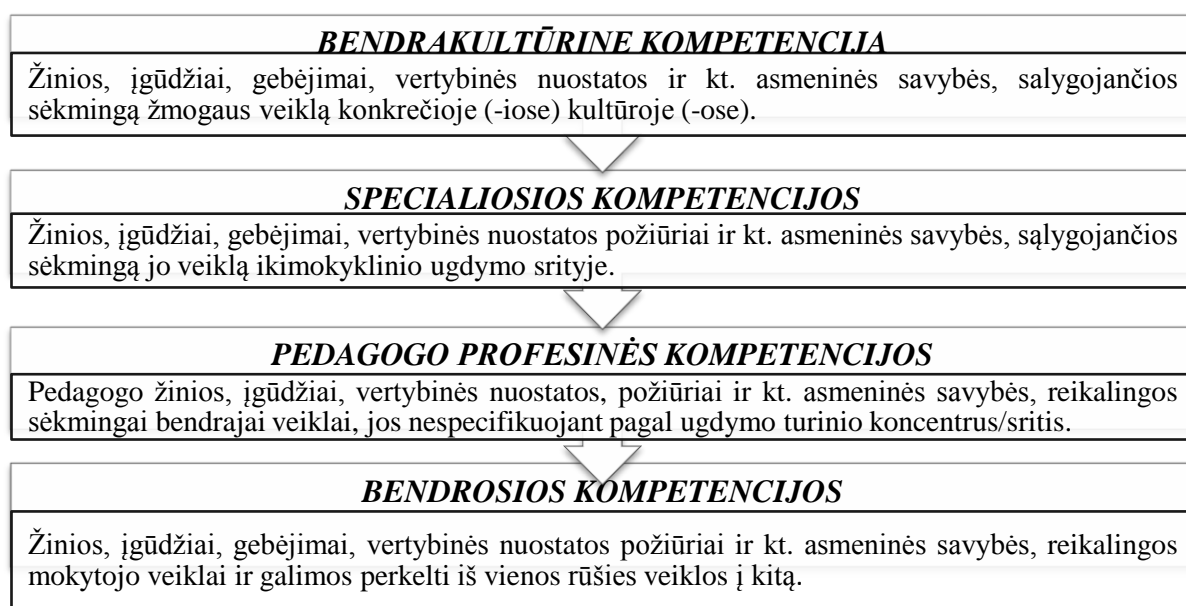 BENDRAKULTŪRINE KOMPETENCIJA
Žinios, įgūdžiai, gebėjimai, vertybinės nuostatos ir kt. asmeninės savybės, salygojančios
sėkmingą žmogaus veiklą konkrečioje (-iose) kultūroje (-ose).
SPECIALIOSIOS KOMPETENCIJOS
Žinios, įgūdžiai, gebėjimai, vertybinės nuostatos požiūriai ir kt. asmeninės savybės, sąlygojančios
sėkmingą jo veiklą ikimokyklinio ugdymo srityje.
PEDAGOGO PROFESINĖS KOMPETENCIJOS
Pedagogo žinios, įgūdžiai, vertybinės nuostatos, požiūriai ir kt. asmeninės savybės, reikalingos
sėkmingai bendrajai veiklai, jos nespecifikuojant pagal ugdymo turinio koncentrus/sritis.
BENDROSIOS KOMPETENCIJOS
Žinios, įgūdžiai, gebėjimai, vertybinės nuostatos požiūriai ir kt. asmeninės savybės, reikalingos
mokytojo veiklai ir galimos perkelti iš vienos rūšies veiklos į kitą.